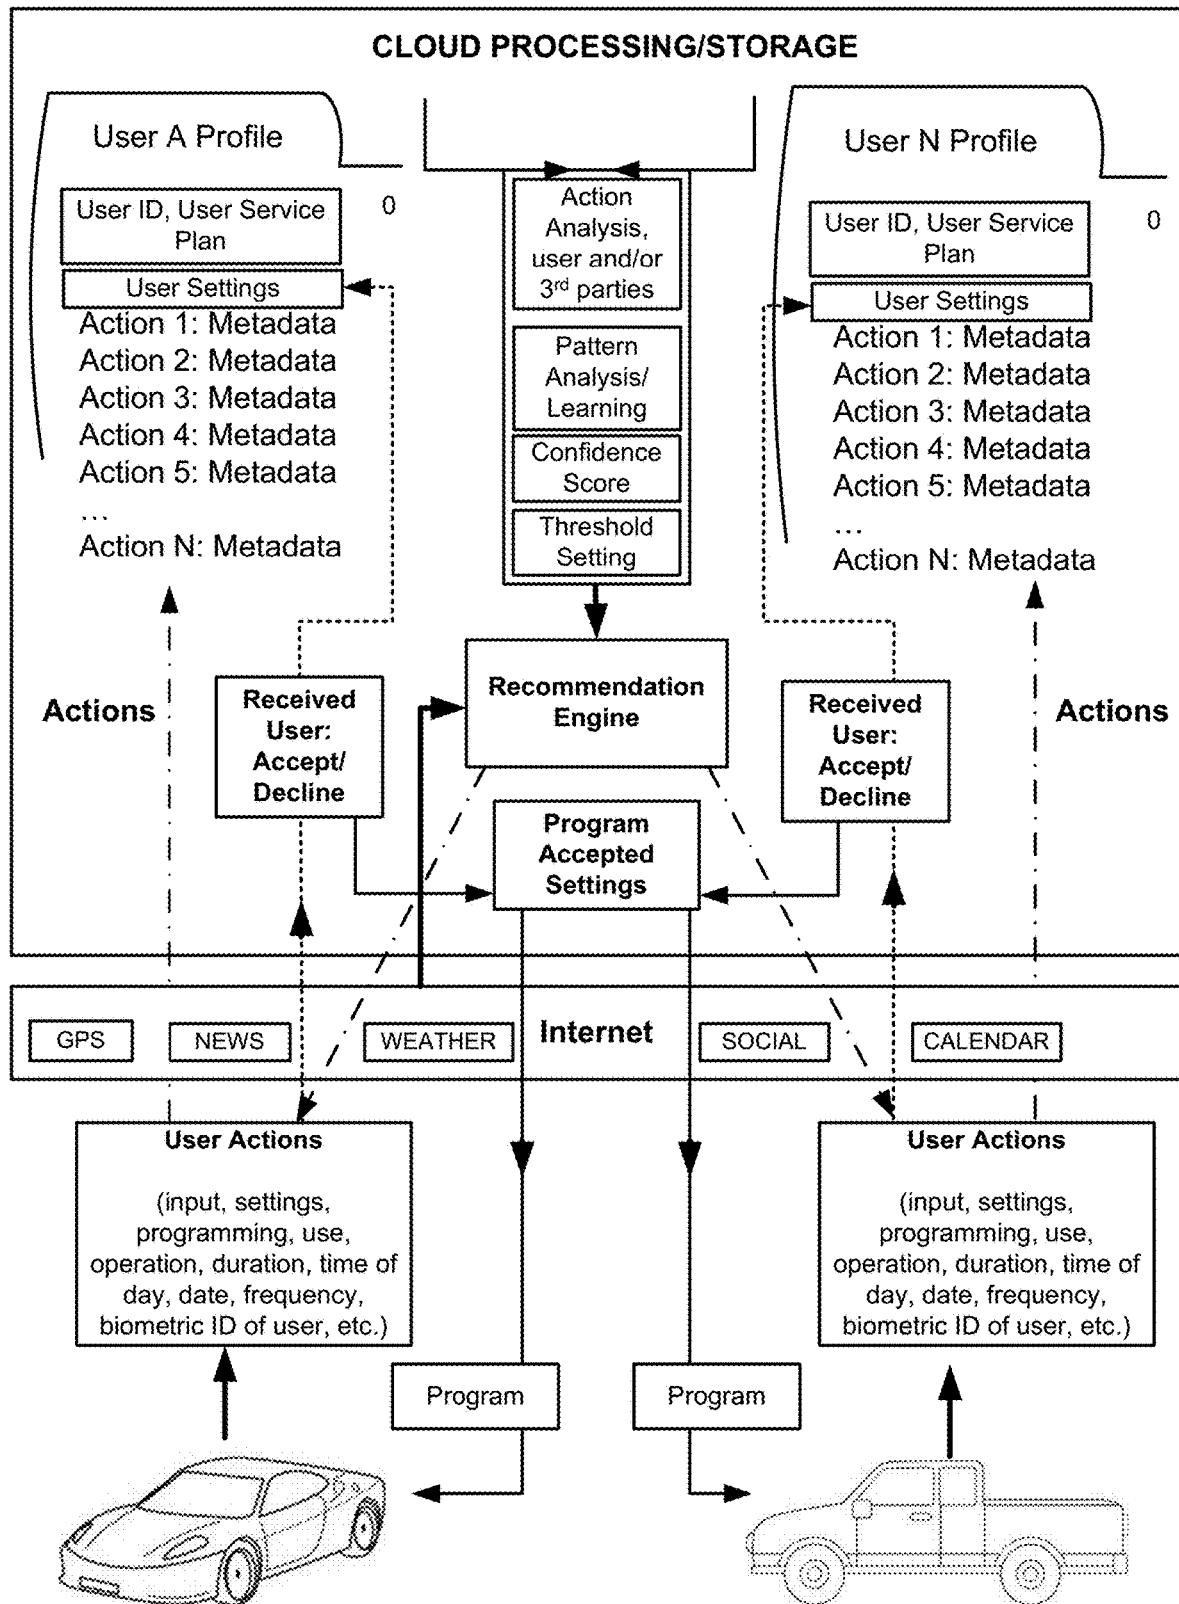 CLOUD PROCESSING/STORAGE
User A Profile
User ID, User Service
Plan
0
User Settings
Action 1: Metadata
Action 2: Metadata
Action 3: Metadata
Action 4: Metadata
Action 5: Metadata
...
Action N: Metadata
Action
Analysis,
user and/or
3rd parties
Pattern
Analysis/
Learning
Confidence
Score
Threshold
Setting
User N Profile
User ID, User Service
Plan
0
User Settings
Action 1: Metadata
Action 2: Metadata
Action 3: Metadata
Action 4: Metadata
Action 5: Metadata
...
Action N: Metadata
Actions
Received
User:
Accept/
Decline
Recommendation
Engine
Program
Accepted
Settings
Received
User:
Accept/
Decline
Actions
Internet
GPS
NEWS
WEATHER
SOCIAL
CALENDAR
User Actions
(input, settings,
programming, use,
operation, duration, time of
day, date, frequency,
biometric ID of user, etc.)
User Actions
(input, settings,
programming, use,
operation, duration, time of
day, date, frequency,
biometric ID of user, etc.)
Program
Program